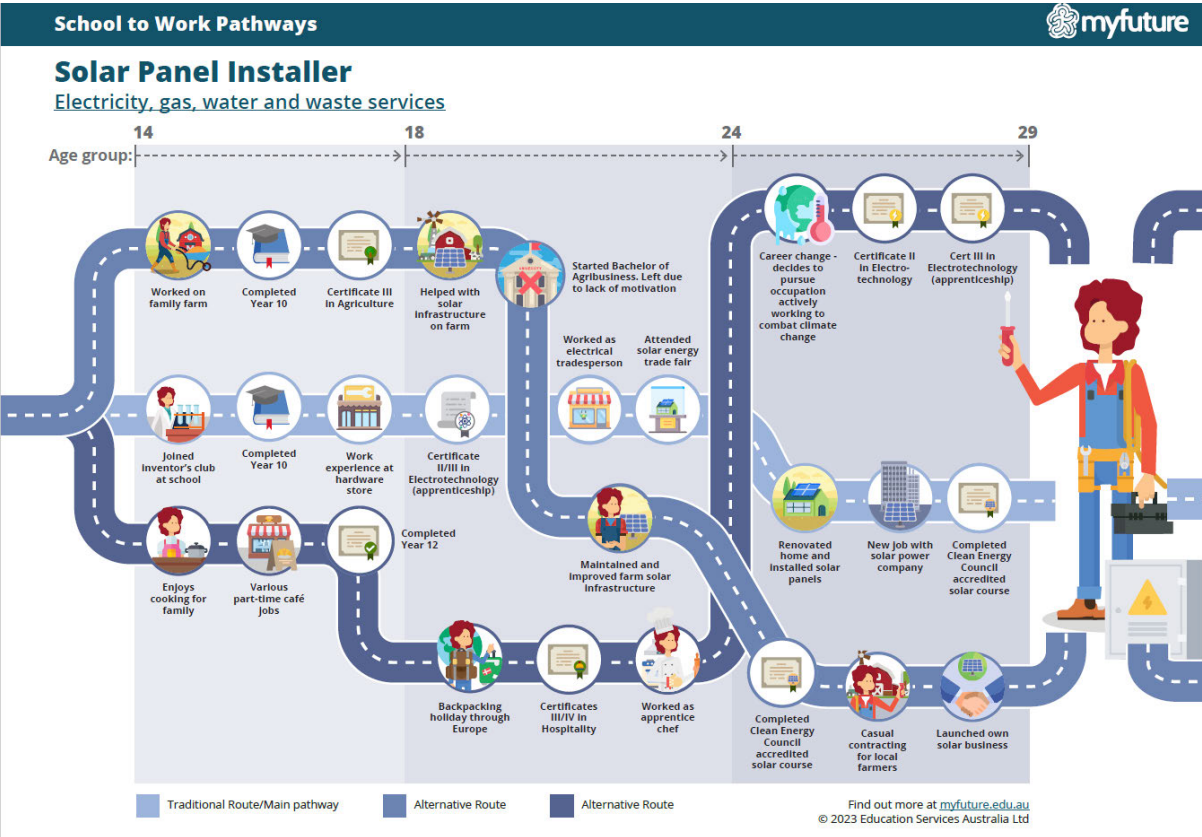 School to Work Pathways
myfuture
Solar Panel Installer
Electricity, gas, water and waste services
14
18
24
29
Age group:
Worked on
family farm
Completed
Year 10
Certificate III
in Agriculture
Helped with
solar
infrastructure
on farm
Started Bachelor of
Agribusiness. Left due
to lack of motivation
Career change -
decides to
pursue
occupation
actively
working to
combat climate
change
Certificate II
in Electro-
technology
Cert III in
Electrotechnology
(apprenticeship)
Worked as
electrical
tradesperson
Attended
solar energy
trade fair
Joined
inventor's club
at school
Completed
Year 10
Work
experience at
hardware
store
Certificate
II/III in
Electrotechnology
(apprenticeship)
Renovated
home and
installed solar
panels
New job with
solar power
company
Completed
Clean Energy
Council
accredited
solar course
Completed
Year 12
Maintained and
improved farm solar
infrastructure
Enjoys
cooking for
family
Various
part-time café
jobs
Backpacking
holiday through
Europe
Certificates
III/IV in
Hospitality
Worked as
apprentice
chef
Completed
Clean Energy
Council
accredited
solar course
Casual
contracting
for local
farmers
Launched own
solar business
Traditional Route/Main pathway
Alternative Route
Alternative Route
Find out more at myfuture.edu.au
© 2023 Education Services Australia Ltd